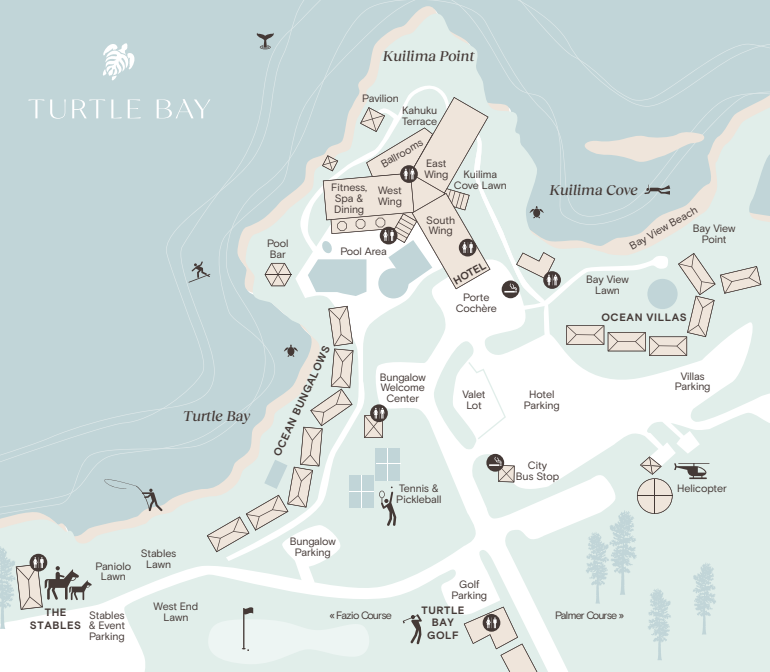 TURTLE BAY
Kuilima Point
Pavilion
Kahuku
Terrace
Ballrooms
East
Wing
Kuilima
Cove Lawn
Fitness,
Spa &
Dining
West
Wing
South
Wing
HOTEL
Kuilima Cove
Bay View Beach
Bay View
Point
Pool
Bar
Pool Area
Porte
Cochère
Bay View
Lawn
OCEAN VILLAS
OCEAN BUNGALOWS
Turtle Bay
Bungalow
Welcome
Center
Valet
Lot
Hotel
Parking
Villas
Parking
City
Bus Stop
Helicopter
Tennis &
Pickleball
Bungalow
Parking
Stables
Lawn
Paniolo
Lawn
THE
STABLES
Stables
& Event
Parking
West End
Lawn
Golf
Parking
« Fazio Course
TURTLE
BAY
GOLF
Palmer Course »